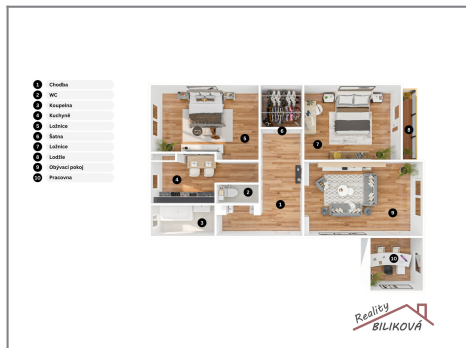 1 Chodba
2 WC
3 Koupelna
4 Kuchyně
5 Ložnice
6 Šatna
7 Ložnice
8 Lodžie
9 Obývací pokoj
10 Pracovna
5
6
7
8
4
2
1
3
9
10
Reality
BILIKOVÁ